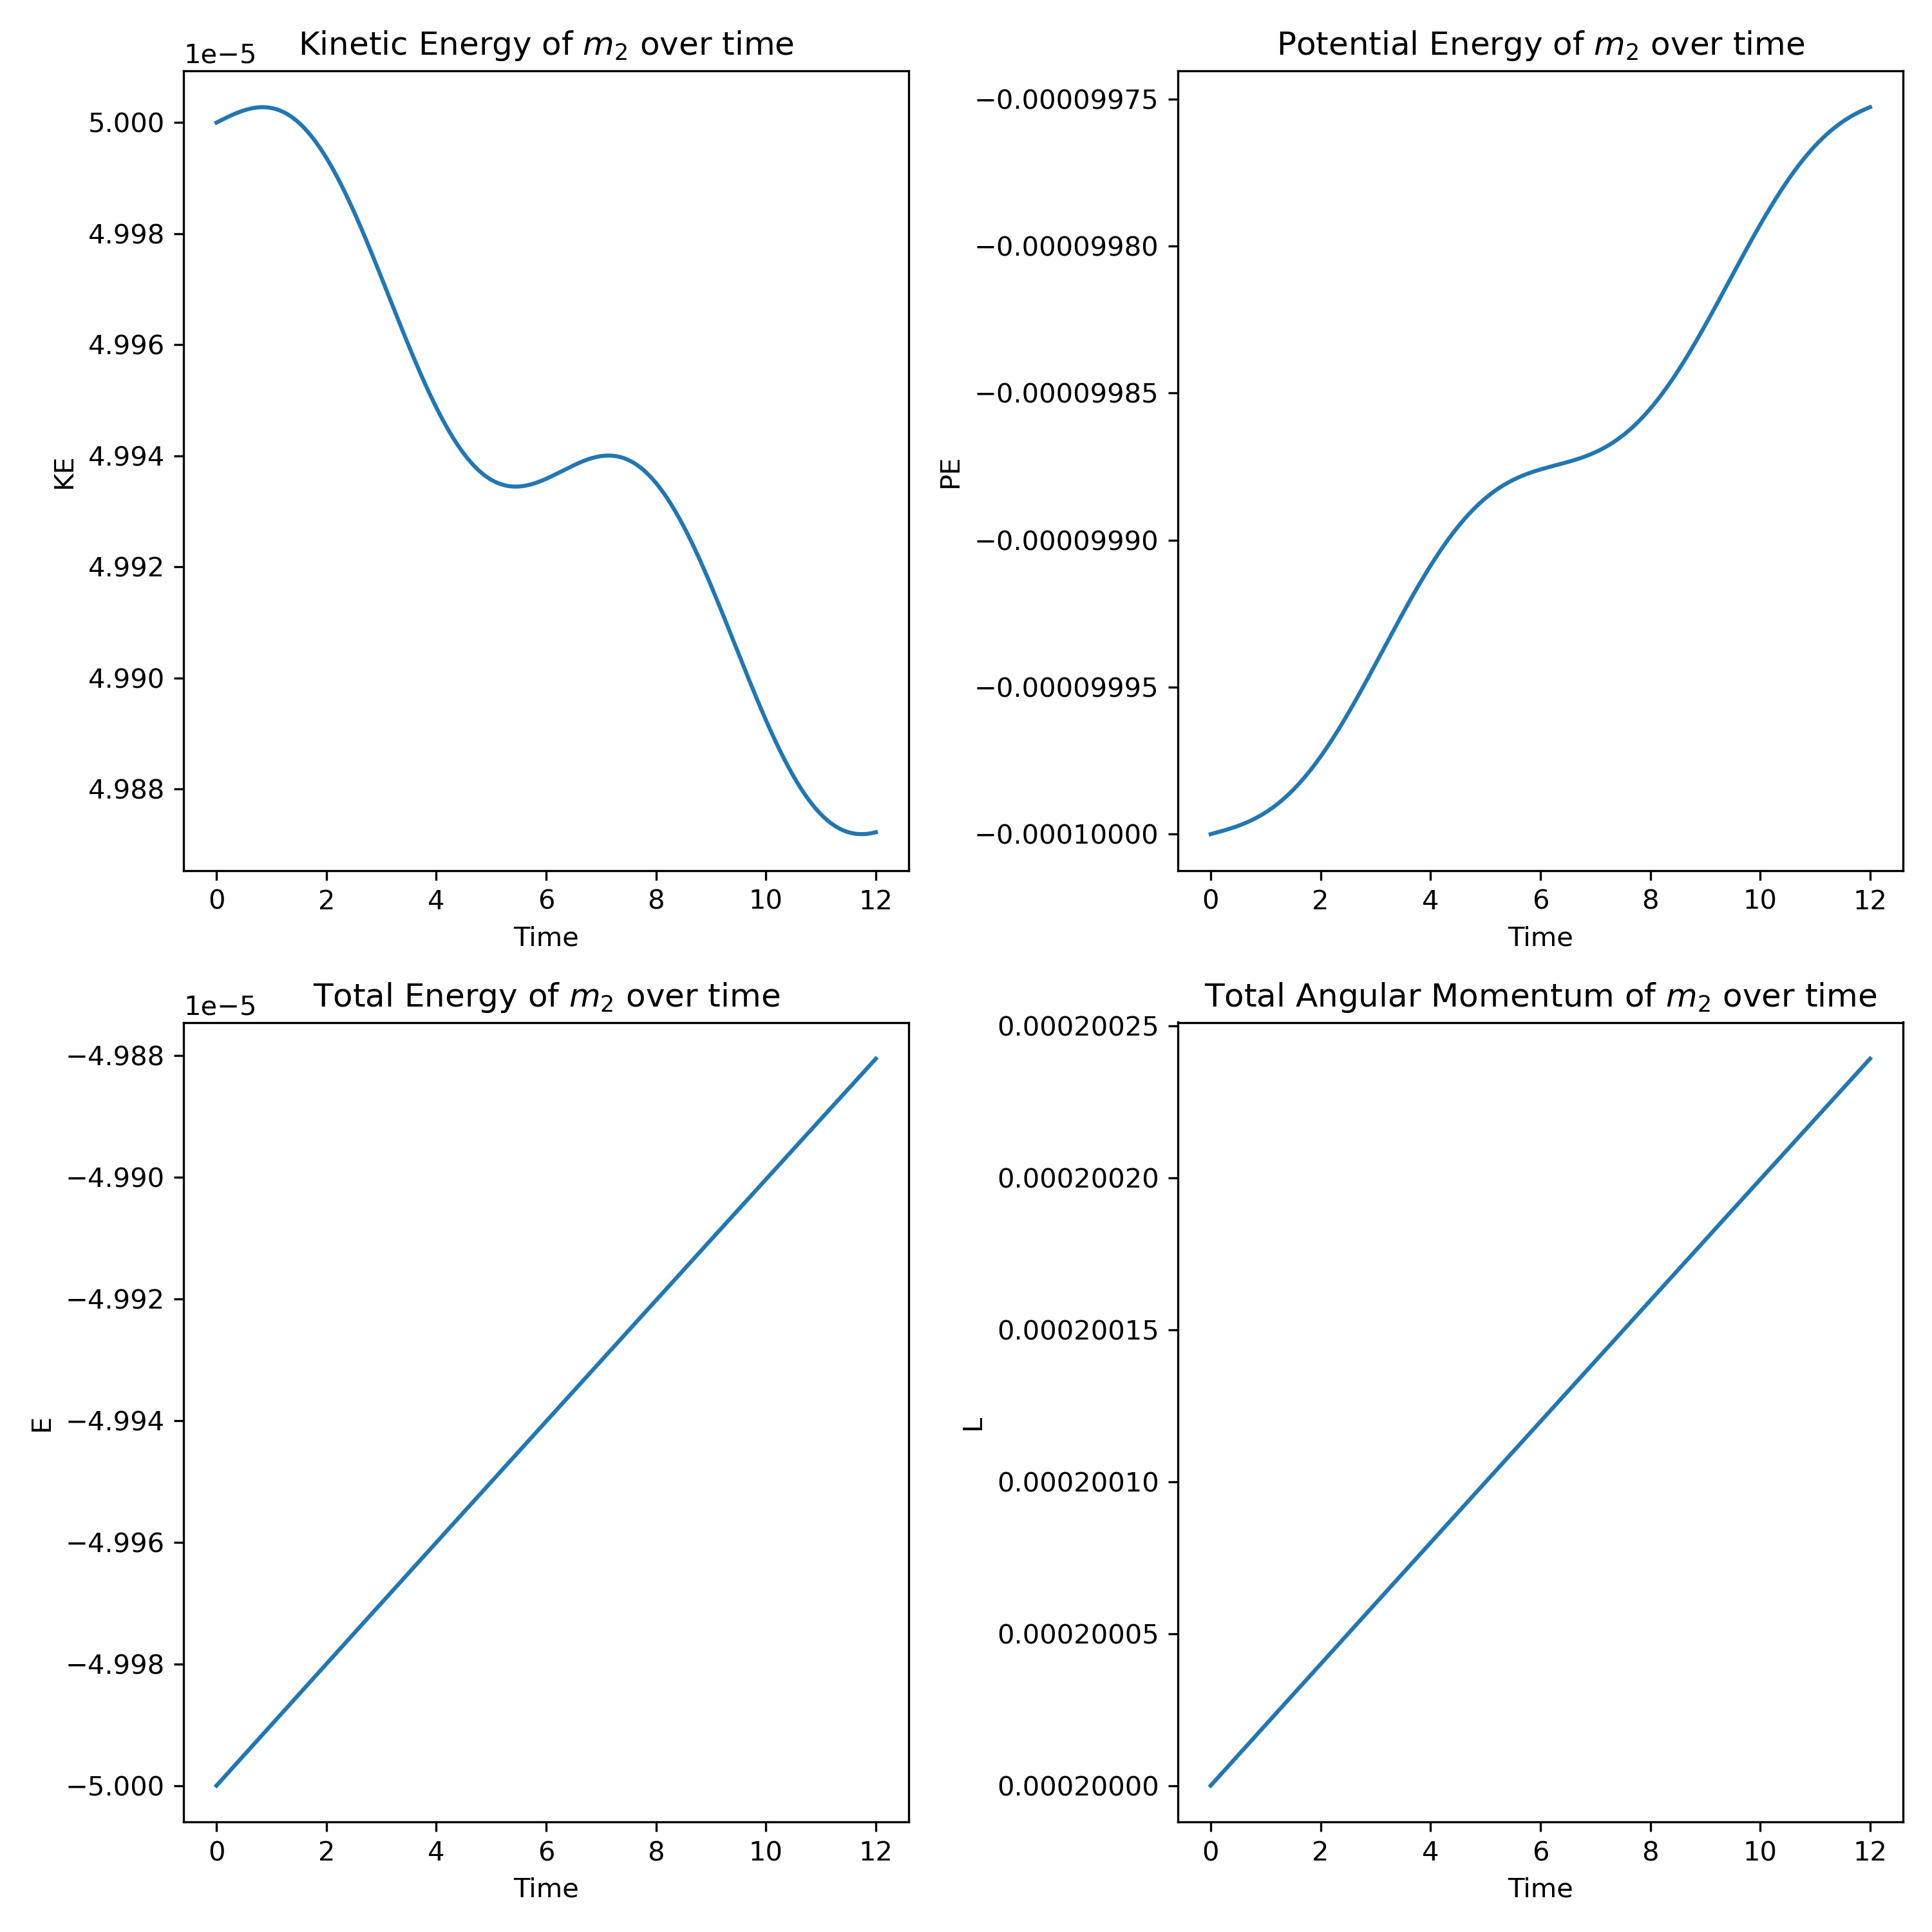 Kinetic Energy of m₂ over time
1e−5
5.000
4.998
4.996
4.994
4.992
4.990
4.988
KE
0 2 4 6 8 10 12
Time
Potential Energy of m₂ over time
−0.00009975
−0.00009980
−0.00009985
−0.00009990
−0.00009995
−0.00010000
PE
0 2 4 6 8 10 12
Time
Total Energy of m₂ over time
1e−5
−4.988
−4.990
−4.992
−4.994
−4.996
−4.998
−5.000
E
0 2 4 6 8 10 12
Time
Total Angular Momentum of m₂ over time
0.00020025
0.00020020
0.00020015
0.00020010
0.00020005
0.00020000
L
0 2 4 6 8 10 12
Time